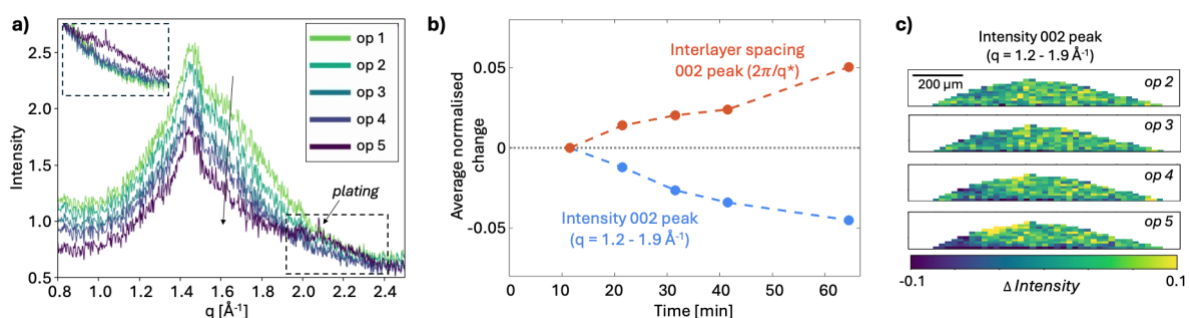 a)
Intensity
2.5
2.0
1.5
1.0
0.5
0.8
1.0
1.2
1.4
1.6
1.8
2.0
2.2
2.4
q [Å-1]
op 1
op 2
op 3
op 4
op 5
plating
b)
Average normalised
change
0.05
0
-0.05
Interlayer spacing
002 peak (2π/q*)
Intensity 002 peak
(q = 1.2 - 1.9 Å-1)
0
10
20
30
40
50
60
Time [min]
c)
Intensity 002 peak
(q = 1.2 - 1.9 Å-1)
200 µm
op 2
op 3
op 4
op 5
-0.1
0.1
Δ Intensity